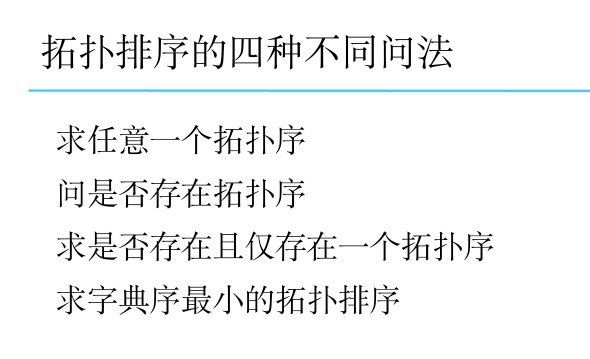 拓扑排序的四种不同问法
求任意一个拓扑序
问是否存在拓扑序
求是否存在且仅存在一个拓扑序
求字典序最小的拓扑排序